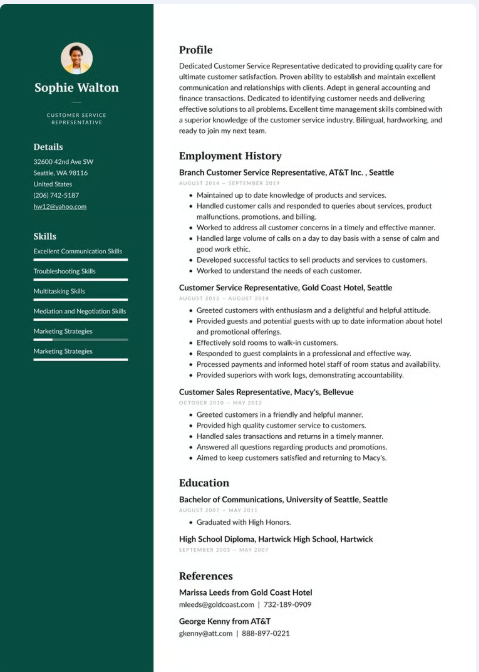 Sophie Walton
CUSTOMER SERVICE
REPRESENTATIVE
Details
32600 42nd Ave SW
Seattle, WA 98116
United States
(206) 742-5187
hw12@yahoo.com
Skills
Excellent Communication Skills
Troubleshooting Skills
Multitasking Skills
Mediation and Negotiation Skills
Marketing Strategies
Marketing Strategies
Profile
Dedicated Customer Service Representative dedicated to providing quality care for
ultimate customer satisfaction. Proven ability to establish and maintain excellent
communication and relationships with clients. Adept in general accounting and
finance transactions. Dedicated to identifying customer needs and delivering
effective solutions to all problems. Excellent time management skills combined with
a superior knowledge of the customer service industry. Bilingual, hardworking, and
ready to join my next team.
Employment History
Branch Customer Service Representative, AT&T Inc. , Seattle
AUGUST 2014 — SEPTEMBER 2019
• Maintained up to date knowledge of products and services.
• Handled customer calls and responded to queries about services, product
malfunctions, promotions, and billing.
• Worked to address all customer concerns in a timely and effective manner.
• Handled large volume of calls on a day to day basis with a sense of calm and
good work ethic.
• Developed successful tactics to sell products and services to customers.
• Worked to understand the needs of each customer.
Customer Service Representative, Gold Coast Hotel, Seattle
AUGUST 2012 — AUGUST 2014
• Greeted customers with enthusiasm and a delightful and helpful attitude.
• Provided guests and potential guests with up to date information about hotel
and promotional offerings.
• Effectively sold rooms to walk-in customers.
• Responded to guest complaints in a professional and effective way.
• Processed payments and informed hotel staff of room status and availability.
• Provided superiors with work logs, demonstrating accountability.
Customer Sales Representative, Macy's, Bellevue
OCTOBER 2010 — MAY 2012
• Greeted customers in a friendly and helpful manner.
• Provided high quality customer service to customers.
• Handled sales transactions and returns in a timely manner.
• Answered all questions regarding products and promotions.
• Aimed to keep customers satisfied and returning to Macy's.
Education
Bachelor of Communications, University of Seattle, Seattle
AUGUST 2007 — MAY 2011
• Graduated with High Honors.
High School Diploma, Hartwick High School, Hartwick
SEPTEMBER 2003 — MAY 2007
References
Marissa Leeds from Gold Coast Hotel
mleeds@goldcoast.com | 732-189-0909
George Kenny from AT&T
gkenny@att.com | 888-897-0221